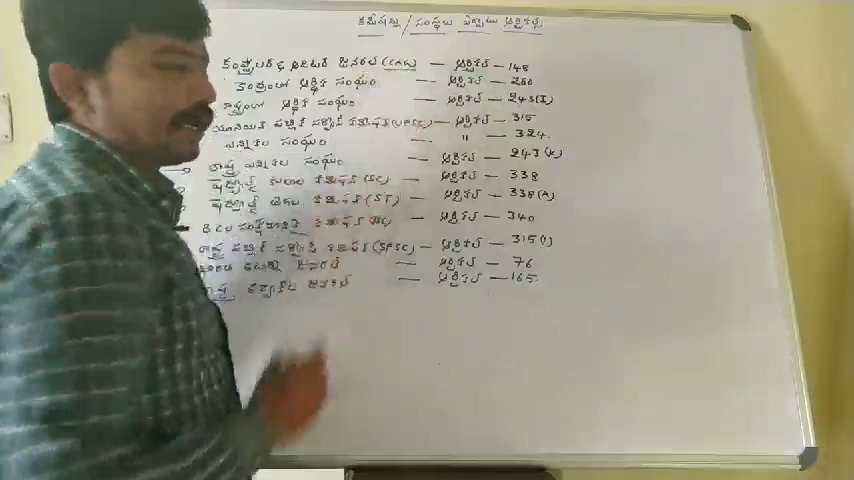 కమీషన్లు / సంస్థలు ఏర్పాటు ఆర్టికల్స్
కంప్ట్రోలర్ & ఆడిటర్ జనరల్ (CAG) — ఆర్టికల్ — 148
కేంద్రంలో ఆర్థిక సంఘం — ఆర్టికల్ — 280
రాష్ట్రంలో ఆర్థిక సంఘం — ఆర్టికల్ — 243(I)
యూనియన్ పబ్లిక్ సర్వీస్ కమీషన్ (UPSC) — ఆర్టికల్ — 315
ఎన్నికల సంఘం — " — 324.
రాష్ట్ర ఎన్నికల సంఘం — ఆర్టికల్ — 243(K)
కులాల కమీషన్ (SC) — ఆర్టికల్ — 338
తెగల కమీషన్ (ST) — ఆర్టికల్ — 338(A)
కమీషన్ — ఆర్టికల్ — 340
రాష్ట్ర పబ్లిక్ సర్వీస్ కమీషన్ (SPSC) — ఆర్టికల్ — 315(1)
జనరల్ — ఆర్టికల్ — 76
జనరల్ — ఆర్టికల్ — 165.